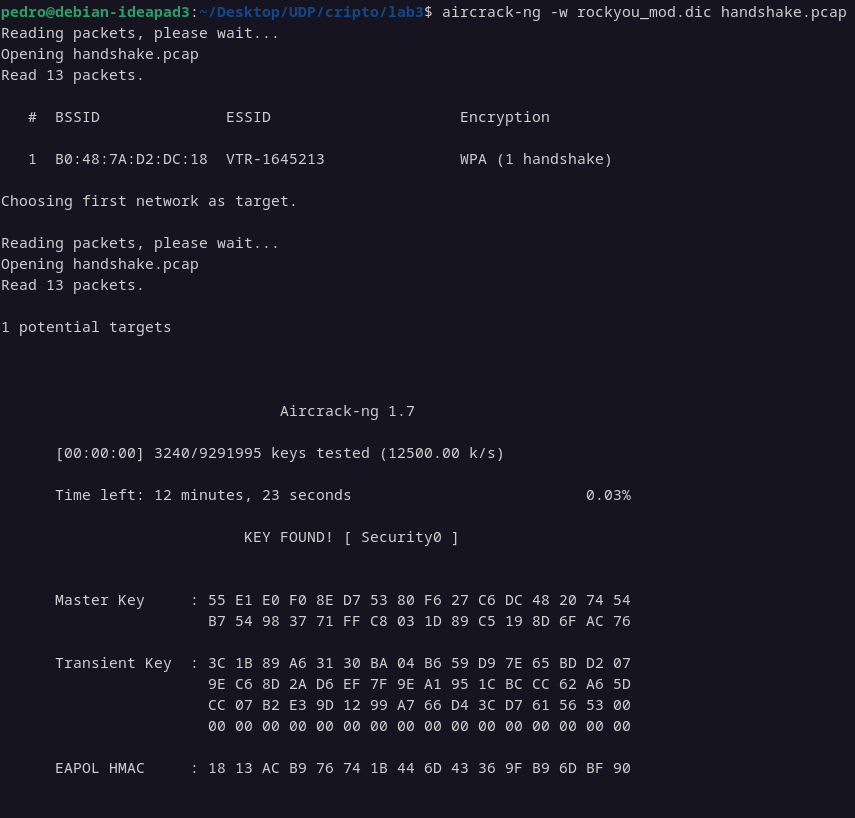 pedro@debian-ideapad3:~/Desktop/UDP/cripto/lab3$ aircrack-ng -w rockyou_mod.dic handshake.pcap
Reading packets, please wait...
Opening handshake.pcap
Read 13 packets.
# BSSID ESSID Encryption
1 B0:48:7A:D2:DC:18 VTR-1645213 WPA (1 handshake)
Choosing first network as target.
Reading packets, please wait...
Opening handshake.pcap
Read 13 packets.
1 potential targets
Aircrack-ng 1.7
[00:00:00] 3240/9291995 keys tested (12500.00 k/s)
Time left: 12 minutes, 23 seconds 0.03%
KEY FOUND! [ Security0 ]
Master Key : 55 E1 E0 F0 8E D7 53 80 F6 27 C6 DC 48 20 74 54
B7 54 98 37 71 FF C8 03 1D 89 C5 19 8D 6F AC 76
Transient Key : 3C 1B 89 A6 31 30 BA 04 B6 59 D9 7E 65 BD D2 07
9E C6 8D 2A D6 EF 7F 9E A1 95 1C BC CC 62 A6 5D
CC 07 B2 E3 9D 12 99 A7 66 D4 3C D7 61 56 53 00
00 00 00 00 00 00 00 00 00 00 00 00 00 00 00 00
EAPOL HMAC : 18 13 AC B9 76 74 1B 44 6D 43 36 9F B9 6D BF 90